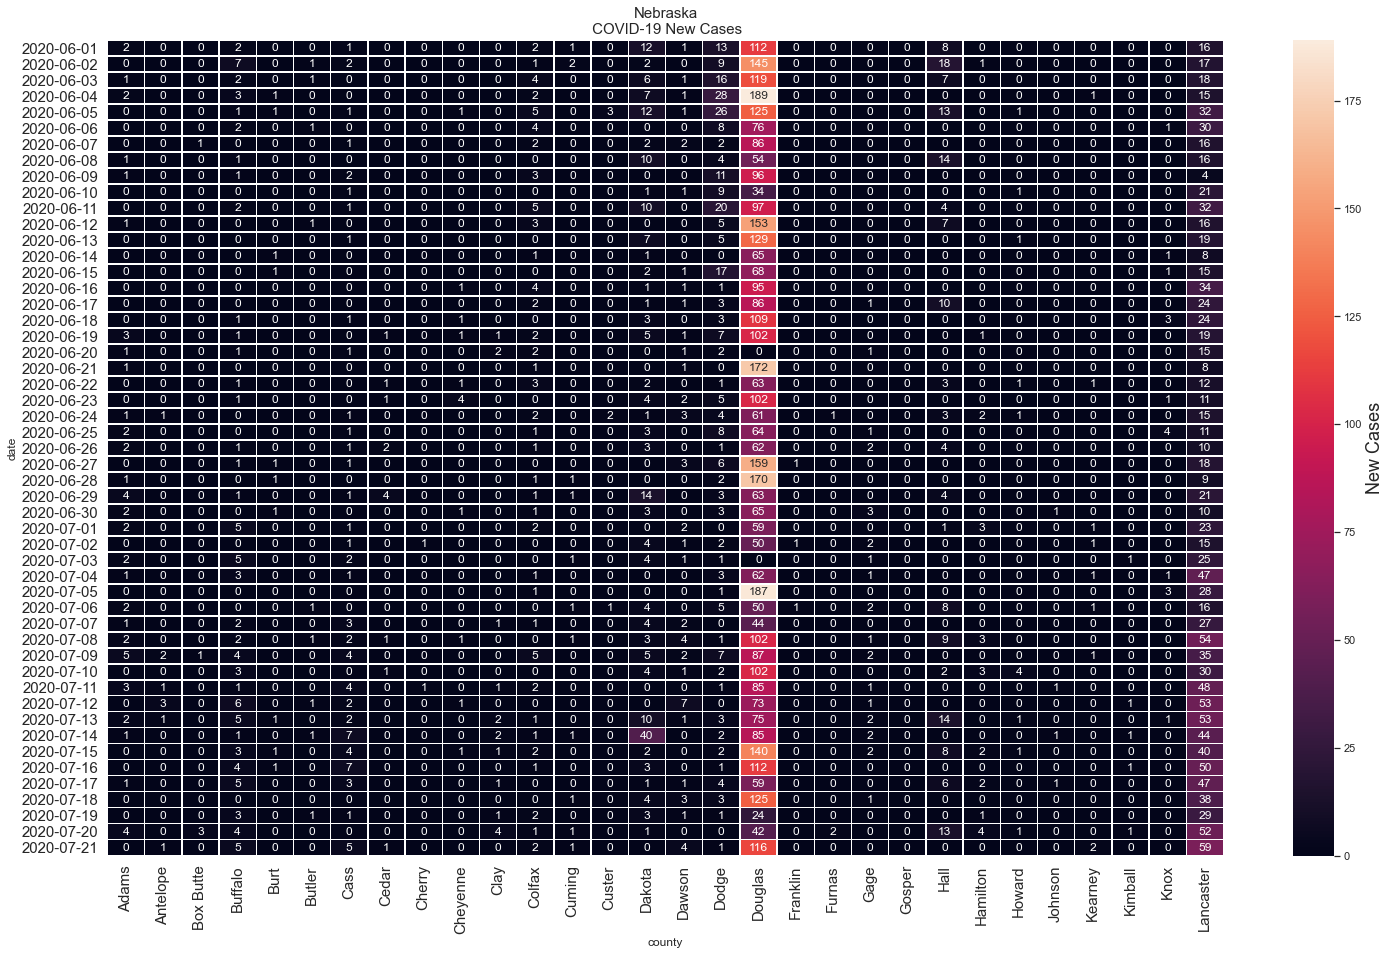 Nebraska
COVID-19 New Cases
2020-06-01 2 0 0 2 0 0 1 0 0 0 0 2 1 0 12 1 13 112 0 0 0 0 8 0 0 0 0 0 0 16
2020-06-02 0 0 0 7 0 1 2 0 0 0 0 1 2 0 2 0 9 145 0 0 0 0 18 1 0 0 0 0 0 17
2020-06-03 1 0 0 2 0 1 0 0 0 0 0 4 0 0 6 1 16 119 0 0 0 0 7 0 0 0 0 0 0 18
2020-06-04 2 0 0 3 1 0 0 0 0 0 0 2 0 0 7 1 28 189 0 0 0 0 0 0 0 0 1 0 0 15
2020-06-05 0 0 0 1 1 0 1 0 0 1 0 5 0 3 12 1 26 125 0 0 0 0 13 0 1 0 0 0 0 32
2020-06-06 0 0 0 2 0 1 0 0 0 0 0 4 0 0 0 0 8 76 0 0 0 0 0 0 0 0 0 0 1 30
2020-06-07 0 0 1 0 0 0 1 0 0 0 0 2 0 0 2 2 2 86 0 0 0 0 0 0 0 0 0 0 0 16
2020-06-08 1 0 0 1 0 0 0 0 0 0 0 0 0 0 10 0 4 54 0 0 0 0 14 0 0 0 0 0 0 16
2020-06-09 1 0 0 1 0 0 2 0 0 0 0 3 0 0 0 0 11 96 0 0 0 0 0 0 0 0 0 0 0 4
2020-06-10 0 0 0 0 0 0 1 0 0 0 0 0 0 0 1 1 9 34 0 0 0 0 0 0 1 0 0 0 0 21
2020-06-11 0 0 0 2 0 0 1 0 0 0 0 5 0 0 10 0 20 97 0 0 0 0 4 0 0 0 0 0 0 32
2020-06-12 1 0 0 0 0 1 0 0 0 0 0 3 0 0 0 0 5 153 0 0 0 0 7 0 0 0 0 0 0 16
2020-06-13 0 0 0 0 0 0 1 0 0 0 0 0 0 0 7 0 5 129 0 0 0 0 0 0 1 0 0 0 0 19
2020-06-14 0 0 0 0 1 0 0 0 0 0 0 1 0 0 1 0 0 65 0 0 0 0 0 0 0 0 0 0 1 8
2020-06-15 0 0 0 0 1 0 0 0 0 0 0 0 0 0 2 1 17 68 0 0 0 0 0 0 0 0 0 0 1 15
2020-06-16 0 0 0 0 0 0 0 0 0 1 0 4 0 0 1 1 1 95 0 0 0 0 0 0 0 0 0 0 0 34
2020-06-17 0 0 0 0 0 0 0 0 0 0 0 2 0 0 1 1 3 86 0 0 1 0 10 0 0 0 0 0 0 24
2020-06-18 0 0 0 1 0 0 1 0 0 1 0 0 0 0 3 0 3 109 0 0 0 0 0 0 0 0 0 0 3 24
2020-06-19 3 0 0 1 0 0 0 1 0 1 1 2 0 0 5 1 7 102 0 0 0 0 0 1 0 0 0 0 0 19
2020-06-20 1 0 0 1 0 0 1 0 0 0 2 2 0 0 0 1 2 0 0 0 1 0 0 0 0 0 0 0 0 15
2020-06-21 1 0 0 0 0 0 0 0 0 0 0 1 0 0 0 1 0 172 0 0 0 0 0 0 0 0 0 0 0 8
2020-06-22 0 0 0 1 0 0 0 1 0 1 0 3 0 0 2 0 1 63 0 0 0 0 3 0 1 0 1 0 0 12
2020-06-23 0 0 0 1 0 0 0 1 0 4 0 0 0 0 4 2 5 102 0 0 0 0 0 0 0 0 0 0 1 11
2020-06-24 1 1 0 0 0 0 1 0 0 0 0 2 0 2 1 3 4 61 0 1 0 0 3 2 1 0 0 0 0 15
2020-06-25 2 0 0 0 0 0 1 0 0 0 0 1 0 0 3 0 8 64 0 0 1 0 0 0 0 0 0 0 4 11
2020-06-26 2 0 0 1 0 0 1 2 0 0 0 1 0 0 3 0 1 62 0 0 2 0 4 0 0 0 0 0 0 10
2020-06-27 0 0 0 1 1 0 1 0 0 0 0 0 0 0 0 3 6 159 1 0 0 0 0 0 0 0 0 0 0 18
2020-06-28 1 0 0 0 1 0 0 0 0 0 0 1 1 0 0 0 2 170 0 0 0 0 0 0 0 0 0 0 0 9
2020-06-29 4 0 0 1 0 0 1 4 0 0 0 1 1 0 14 0 3 63 0 0 0 0 4 0 0 0 0 0 0 21
2020-06-30 2 0 0 0 1 0 0 0 0 1 0 1 0 0 3 0 3 65 0 0 3 0 0 0 0 1 0 0 0 10
2020-07-01 2 0 0 5 0 0 1 0 0 0 0 2 0 0 0 2 0 59 0 0 0 0 1 3 0 0 1 0 0 23
2020-07-02 0 0 0 0 0 0 1 0 1 0 0 0 0 0 4 1 2 50 1 0 2 0 0 0 0 0 1 0 0 15
2020-07-03 2 0 0 5 0 0 2 0 0 0 0 0 1 0 4 1 1 0 0 0 1 0 0 0 0 0 0 1 0 25
2020-07-04 1 0 0 3 0 0 1 0 0 0 0 1 0 0 0 0 3 62 0 0 1 0 0 0 0 0 1 0 1 47
2020-07-05 0 0 0 0 0 0 0 0 0 0 0 1 0 0 0 0 1 187 0 0 0 0 0 0 0 0 0 0 3 28
2020-07-06 2 0 0 0 0 1 0 0 0 0 0 0 1 1 4 0 5 50 1 0 2 0 8 0 0 0 1 0 0 16
2020-07-07 1 0 0 2 0 0 3 0 0 0 1 1 0 0 4 2 0 44 0 0 0 0 0 0 0 0 0 0 0 27
2020-07-08 2 0 0 2 0 1 2 1 0 1 0 0 1 0 3 4 1 102 0 0 1 0 9 3 0 0 0 0 0 54
2020-07-09 5 2 1 4 0 0 4 0 0 0 0 5 0 0 5 2 7 87 0 0 2 0 0 0 0 0 1 0 0 35
2020-07-10 0 0 0 3 0 0 0 1 0 0 0 0 0 0 4 1 2 102 0 0 0 0 2 3 4 0 0 0 0 30
2020-07-11 3 1 0 1 0 0 4 0 1 0 1 2 0 0 0 0 1 85 0 0 1 0 0 0 0 1 0 0 0 48
2020-07-12 0 3 0 6 0 1 2 0 0 1 0 0 0 0 0 7 0 73 0 0 1 0 0 0 0 0 0 1 0 53
2020-07-13 2 1 0 5 1 0 2 0 0 0 2 1 0 0 10 1 3 75 0 0 2 0 14 0 1 0 0 0 1 53
2020-07-14 1 0 0 1 0 1 7 0 0 0 2 1 1 0 40 0 2 85 0 0 2 0 0 0 0 1 0 1 0 44
2020-07-15 0 0 0 3 1 0 4 0 0 1 1 2 0 0 2 0 2 140 0 0 2 0 8 2 1 0 0 0 0 40
2020-07-16 0 0 0 4 1 0 7 0 0 0 0 1 0 0 3 0 1 112 0 0 0 0 0 0 0 0 0 1 0 50
2020-07-17 1 0 0 5 0 0 3 0 0 0 1 0 0 0 1 1 4 59 0 0 0 0 6 2 0 1 0 0 0 47
2020-07-18 0 0 0 0 0 0 0 0 0 0 0 0 1 0 4 3 3 125 0 0 1 0 0 0 0 0 0 0 0 38
2020-07-19 0 0 0 3 0 1 1 0 0 0 1 2 0 0 3 1 1 24 0 0 0 0 0 1 0 0 0 0 0 29
2020-07-20 4 0 3 4 0 0 0 0 0 0 4 1 1 0 1 0 0 42 0 2 0 0 13 4 1 0 0 1 0 52
2020-07-21 0 1 0 5 0 0 5 1 0 0 0 2 1 0 0 4 1 116 0 0 0 0 0 0 0 0 2 0 0 59
date
Adams Antelope Box Butte Buffalo Burt Butler Cass Cedar Cherry Cheyenne Clay Colfax Cuming Custer Dakota Dawson Dodge Douglas Franklin Furnas Gage Gosper Hall Hamilton Howard Johnson Kearney Kimball Knox Lancaster
county
175
150
125
100
75
50
25
0
New Cases